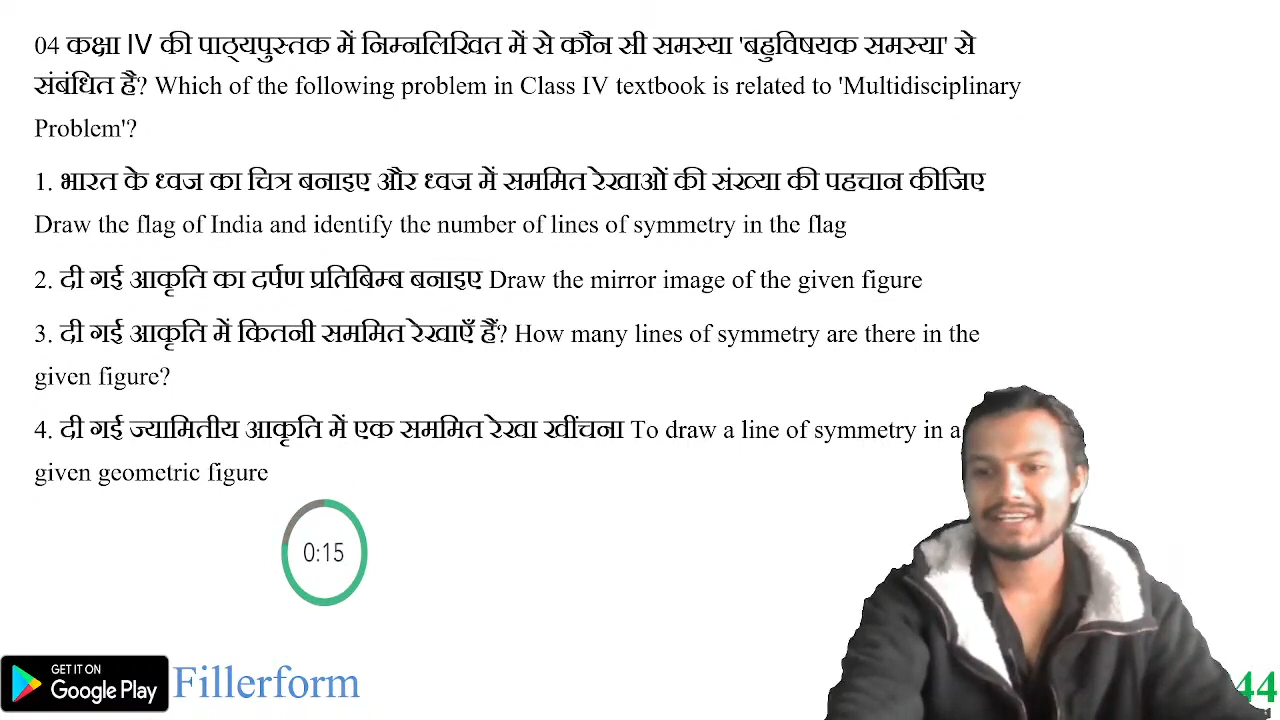 04 कक्षा IV की पाठ्यपुस्तक में निम्नलिखित में से कौन सी समस्या 'बहुविषयक समस्या' से
संबंधित है? Which of the following problem in Class IV textbook is related to 'Multidisciplinary
Problem'?
1. भारत के ध्वज का चित्र बनाइए और ध्वज में सममित रेखाओं की संख्या की पहचान कीजिए
Draw the flag of India and identify the number of lines of symmetry in the flag
2. दी गई आकृति का दर्पण प्रतिबिम्ब बनाइए Draw the mirror image of the given figure
3. दी गई आकृति में कितनी सममित रेखाएँ हैं? How many lines of symmetry are there in the
given figure?
4. दी गई ज्यामितीय आकृति में एक सममित रेखा खींचना To draw a line of symmetry in a
given geometric figure
0:15
GET IT ON
Google Play
Fillerform
44